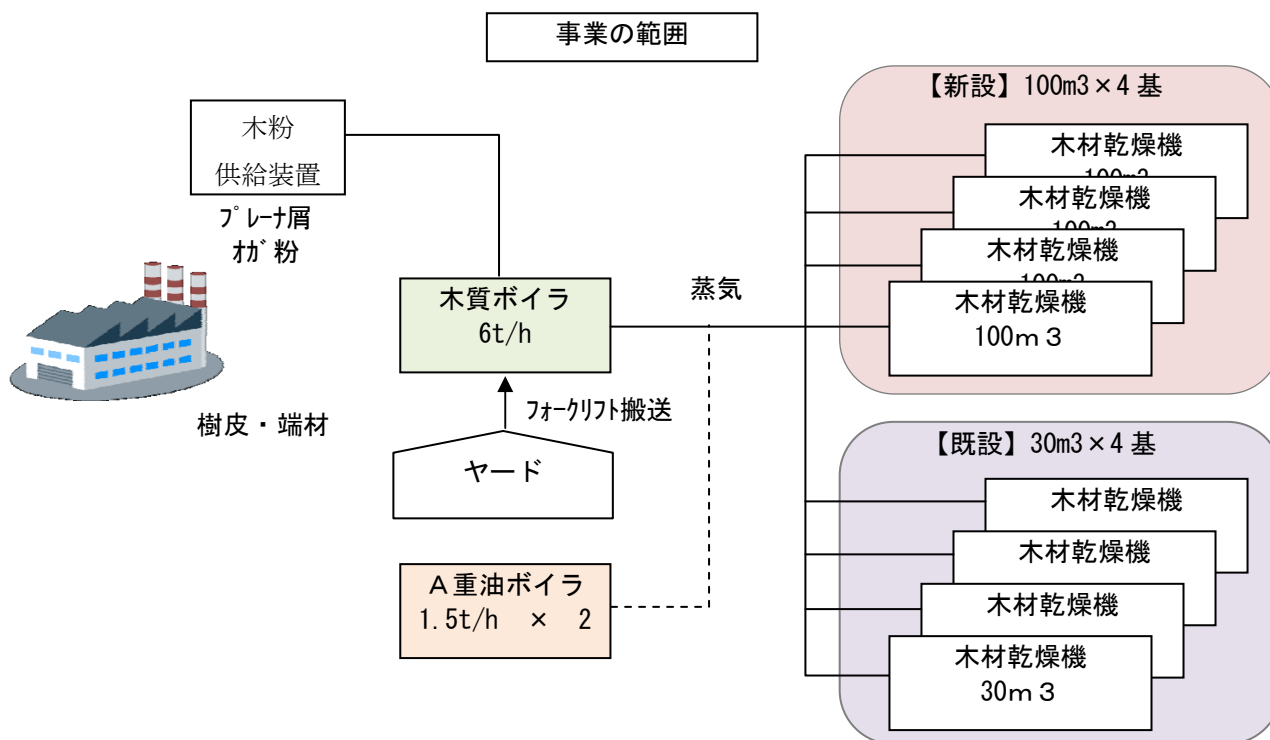 事業の範囲
木粉
供給装置
プレーナ屑
オガ粉
樹皮・端材
木質ボイラ
6t/h
蒸気
フォークリフト搬送
ヤード
A重油ボイラ
1.5t/h × 2
【新設】100m3×4基
木材乾燥機
100m3
木材乾燥機
100m3
木材乾燥機
100m3
木材乾燥機
100m3
【既設】30m3×4基
木材乾燥機
木材乾燥機
木材乾燥機
木材乾燥機
30m3